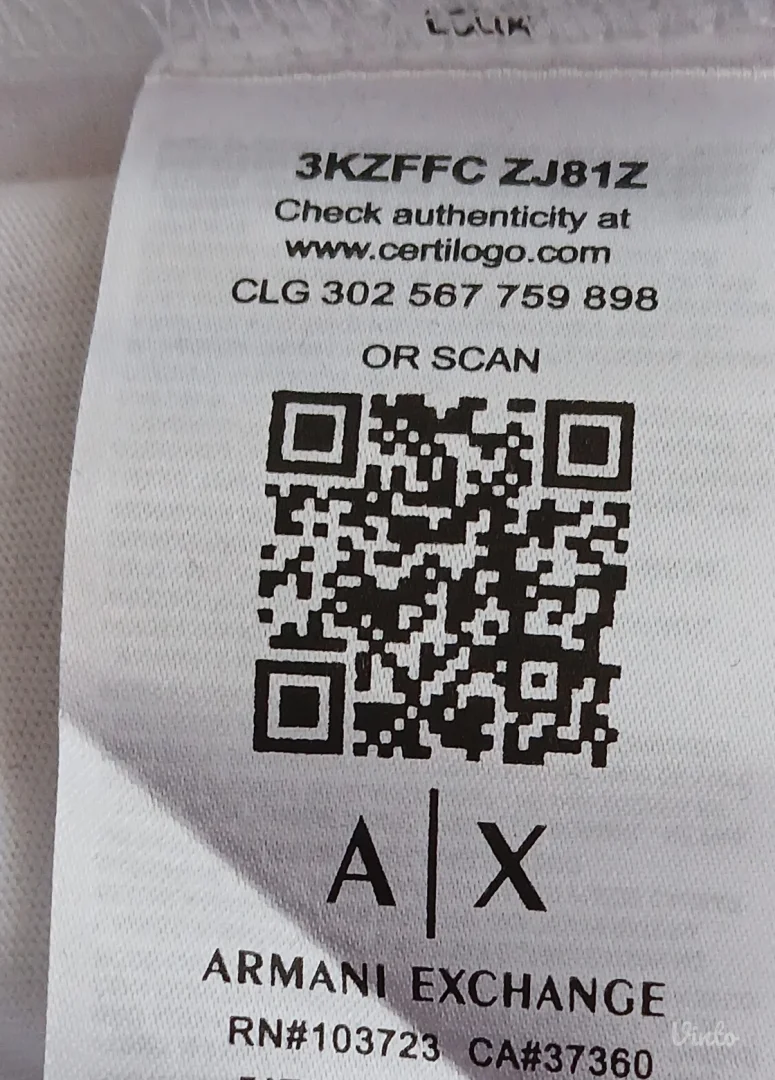 3KZFFC ZJ81Z
Check authenticity at
www.certilogo.com
CLG 302 567 759 898
OR SCAN
A|X
ARMANI EXCHANGE
RN#103723 CA#37360
Vinto